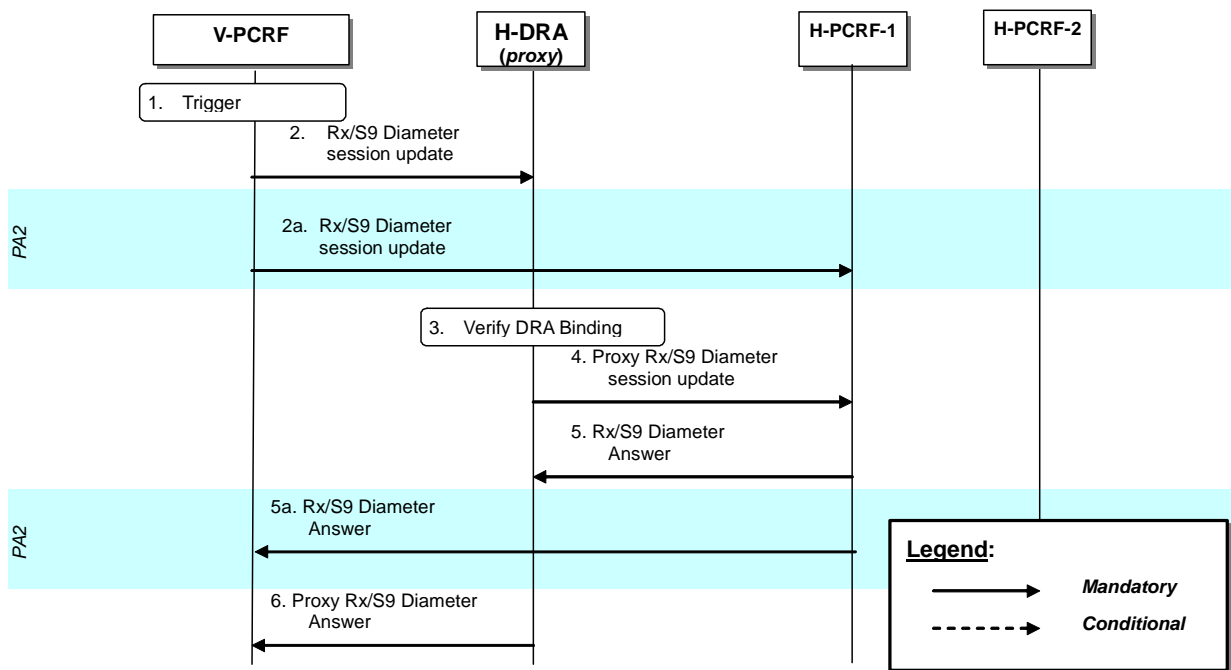 V-PCRF
H-DRA
(proxy)
H-PCRF-1
H-PCRF-2
1. Trigger
2. Rx/S9 Diameter
session update
PA2
2a. Rx/S9 Diameter
session update
3. Verify DRA Binding
4. Proxy Rx/S9 Diameter
session update
5. Rx/S9 Diameter
Answer
PA2
5a. Rx/S9 Diameter
Answer
6. Proxy Rx/S9 Diameter
Answer
Legend:
Mandatory
Conditional